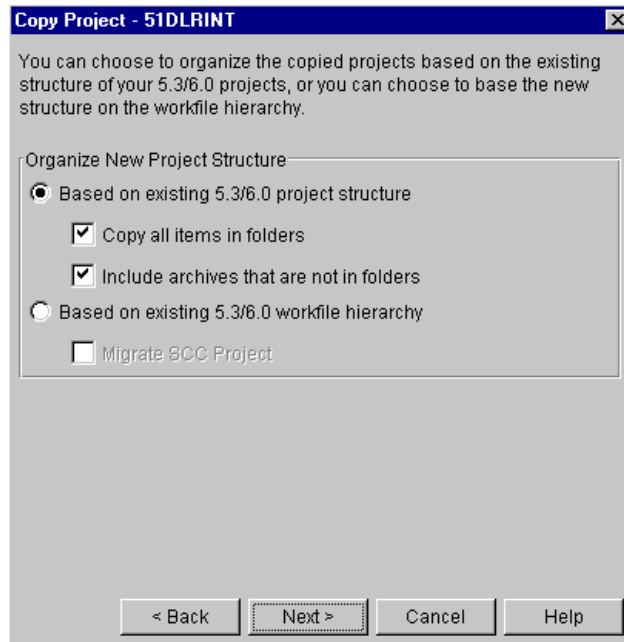 Copy Project - 51DLRINT
You can choose to organize the copied projects based on the existing
structure of your 5.3/6.0 projects, or you can choose to base the new
structure on the workfile hierarchy.
Organize New Project Structure
Based on existing 5.3/6.0 project structure
Copy all items in folders
Include archives that are not in folders
Based on existing 5.3/6.0 workfile hierarchy
Migrate SCC Project
< Back Next > Cancel Help